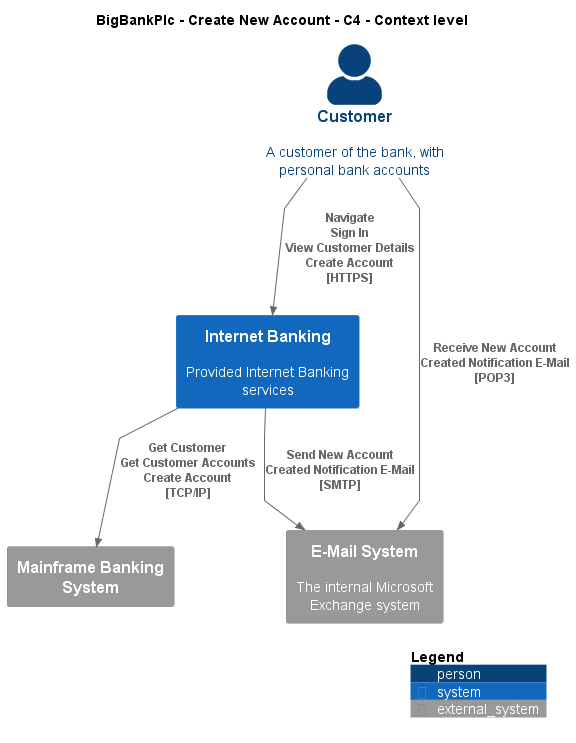 BigBankPlc - Create New Account - C4 - Context level
Customer
A customer of the bank, with
personal bank accounts
Navigate
Sign In
View Customer Details
Create Account
[HTTPS]
Internet Banking
Provided Internet Banking
services
Receive New Account
Created Notification E-Mail
[POP3]
Get Customer
Get Customer Accounts
Create Account
[TCP/IP]
Send New Account
Created Notification E-Mail
[SMTP]
Mainframe Banking
System
E-Mail System
The internal Microsoft
Exchange system
Legend
person
system
external_system